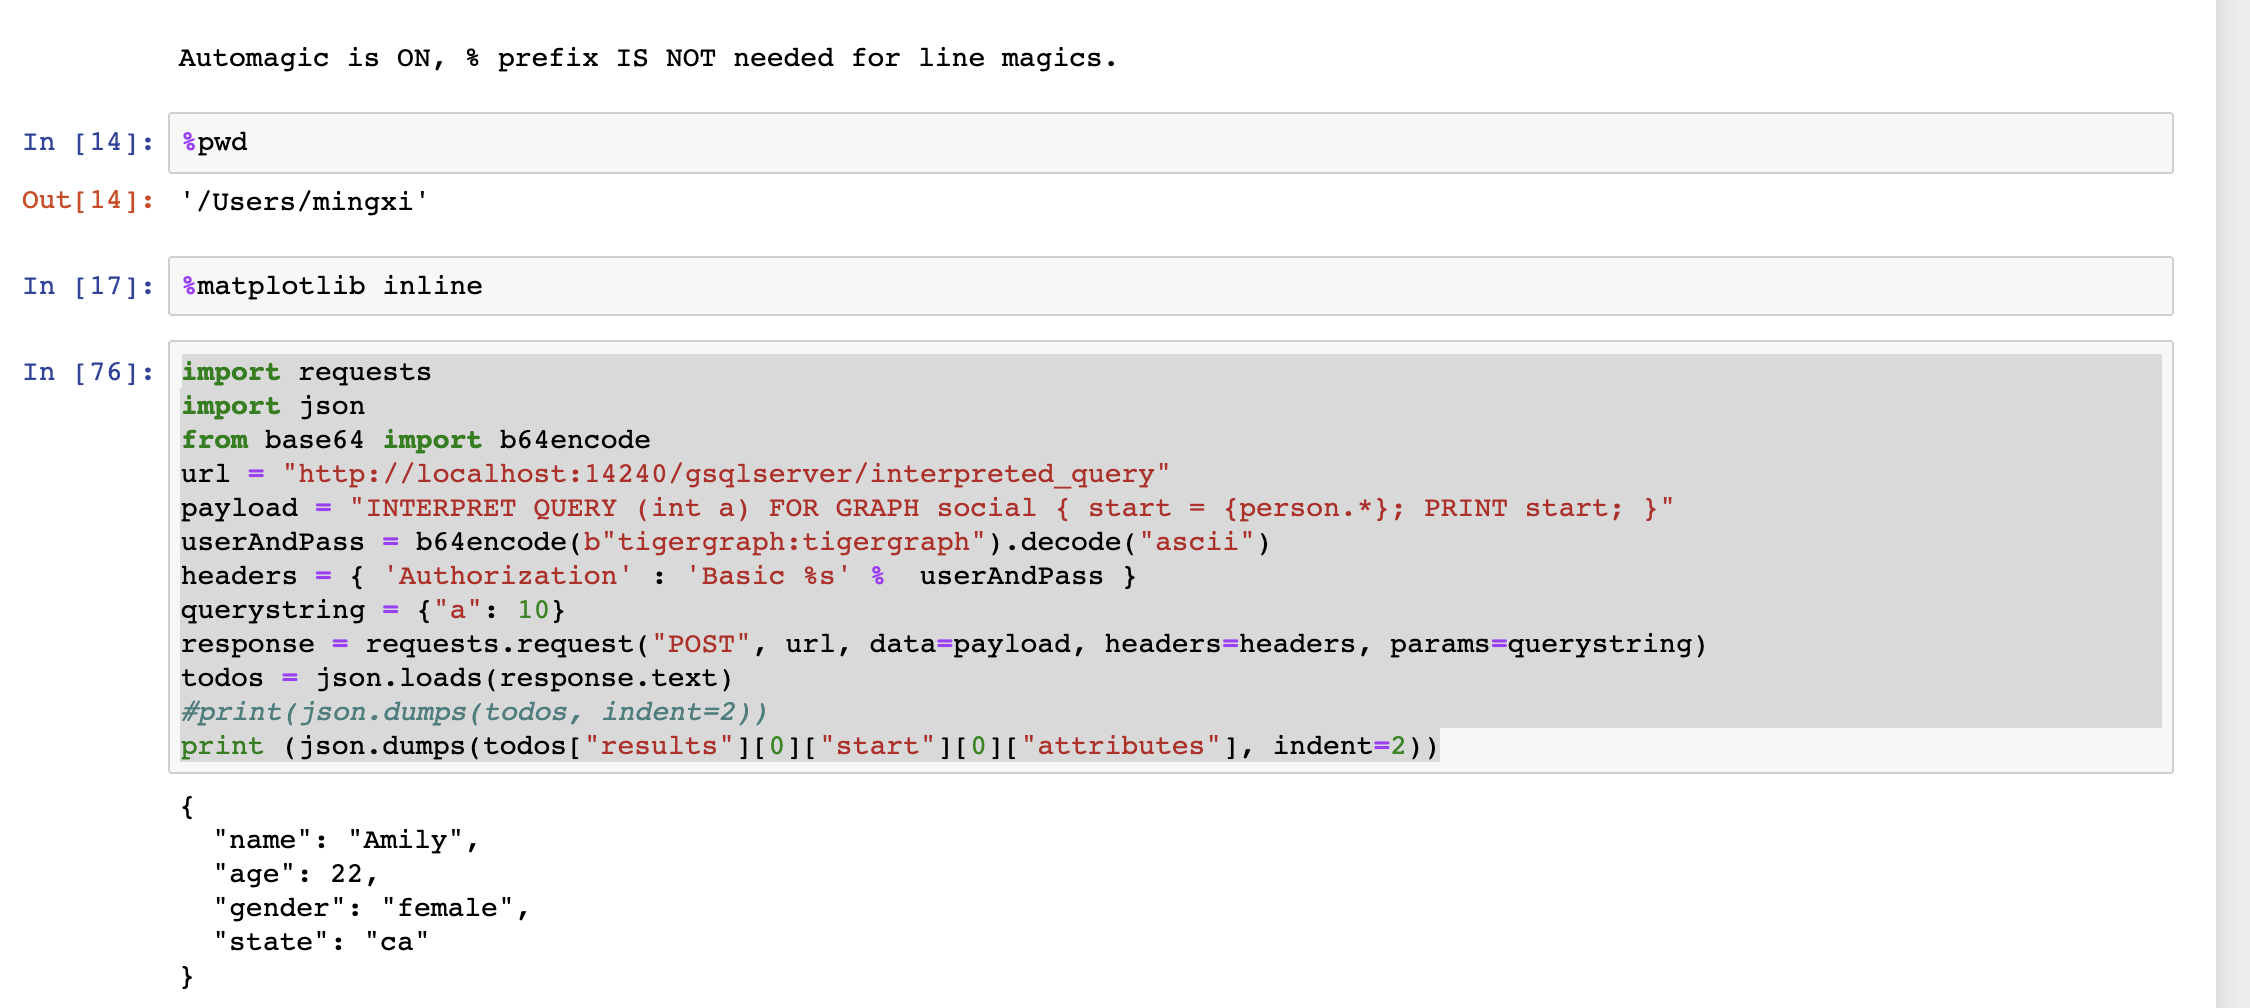 Automagic is ON, % prefix IS NOT needed for line magics.
In [14]: %pwd
Out[14]: '/Users/mingxi'
In [17]: %matplotlib inline
In [76]: import requests
import json
from base64 import b64encode
url = "http://localhost:14240/gsqlserver/interpreted_query"
payload = "INTERPRET QUERY (int a) FOR GRAPH social { start = {person.*}; PRINT start; }"
userAndPass = b64encode(b"tigergraph:tigergraph").decode("ascii")
headers = { 'Authorization' : 'Basic %s' %  userAndPass }
querystring = {"a": 10}
response = requests.request("POST", url, data=payload, headers=headers, params=querystring)
todos = json.loads(response.text)
#print(json.dumps(todos, indent=2))
print (json.dumps(todos["results"][0]["start"][0]["attributes"], indent=2))
{
  "name": "Amily",
  "age": 22,
  "gender": "female",
  "state": "ca"
}